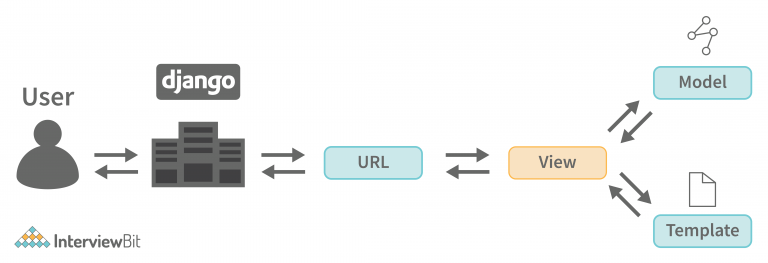 User
django
URL
View
Model
Template
InterviewBit